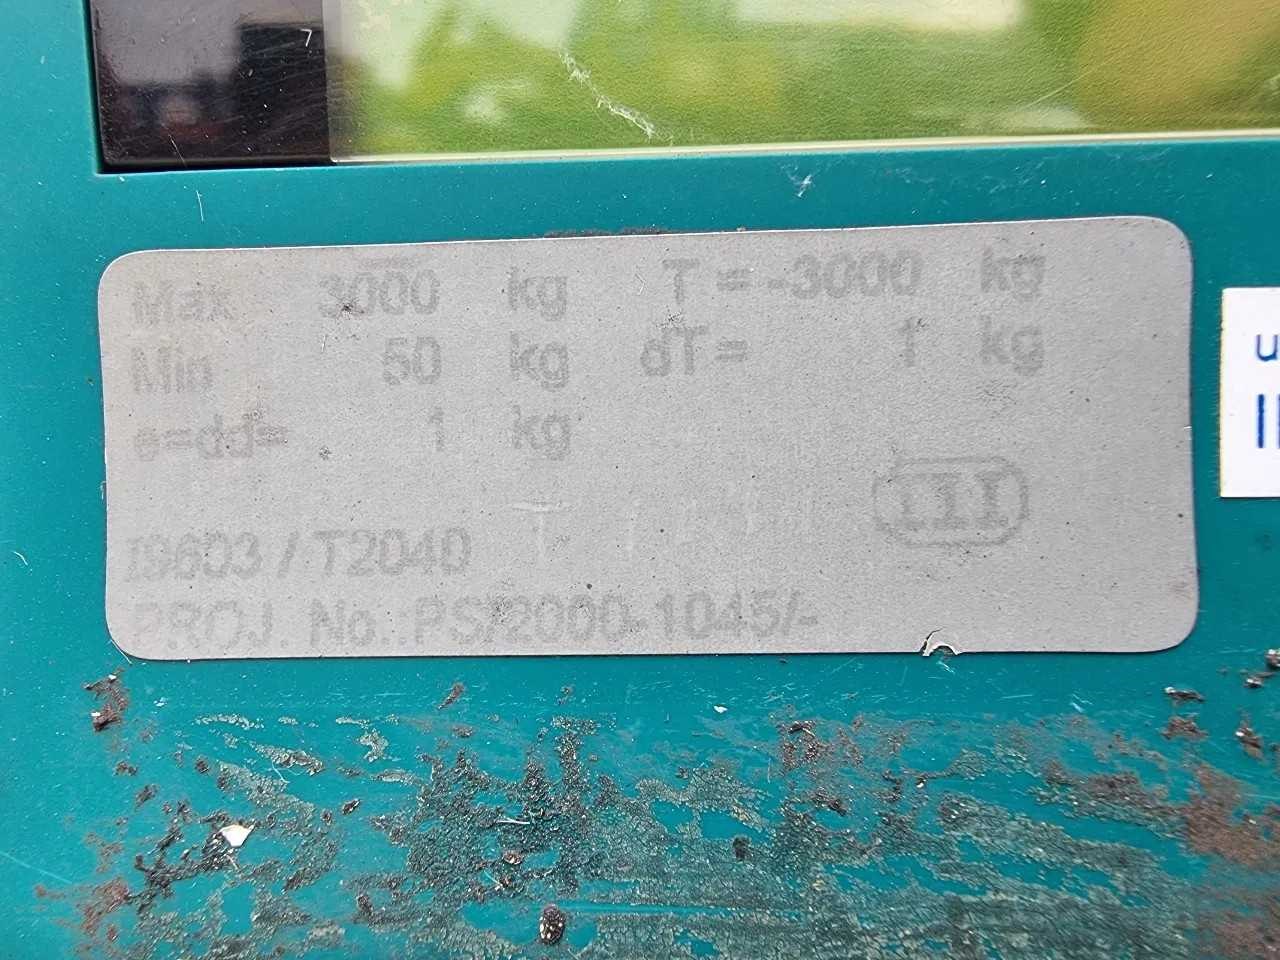 Max 3000 kg T = -3000 kg
Min 50 kg dT = 1 kg
e=dd= 1 kg
III
I9603 / T2040
PROJ. No.:PS/2000-1045/-